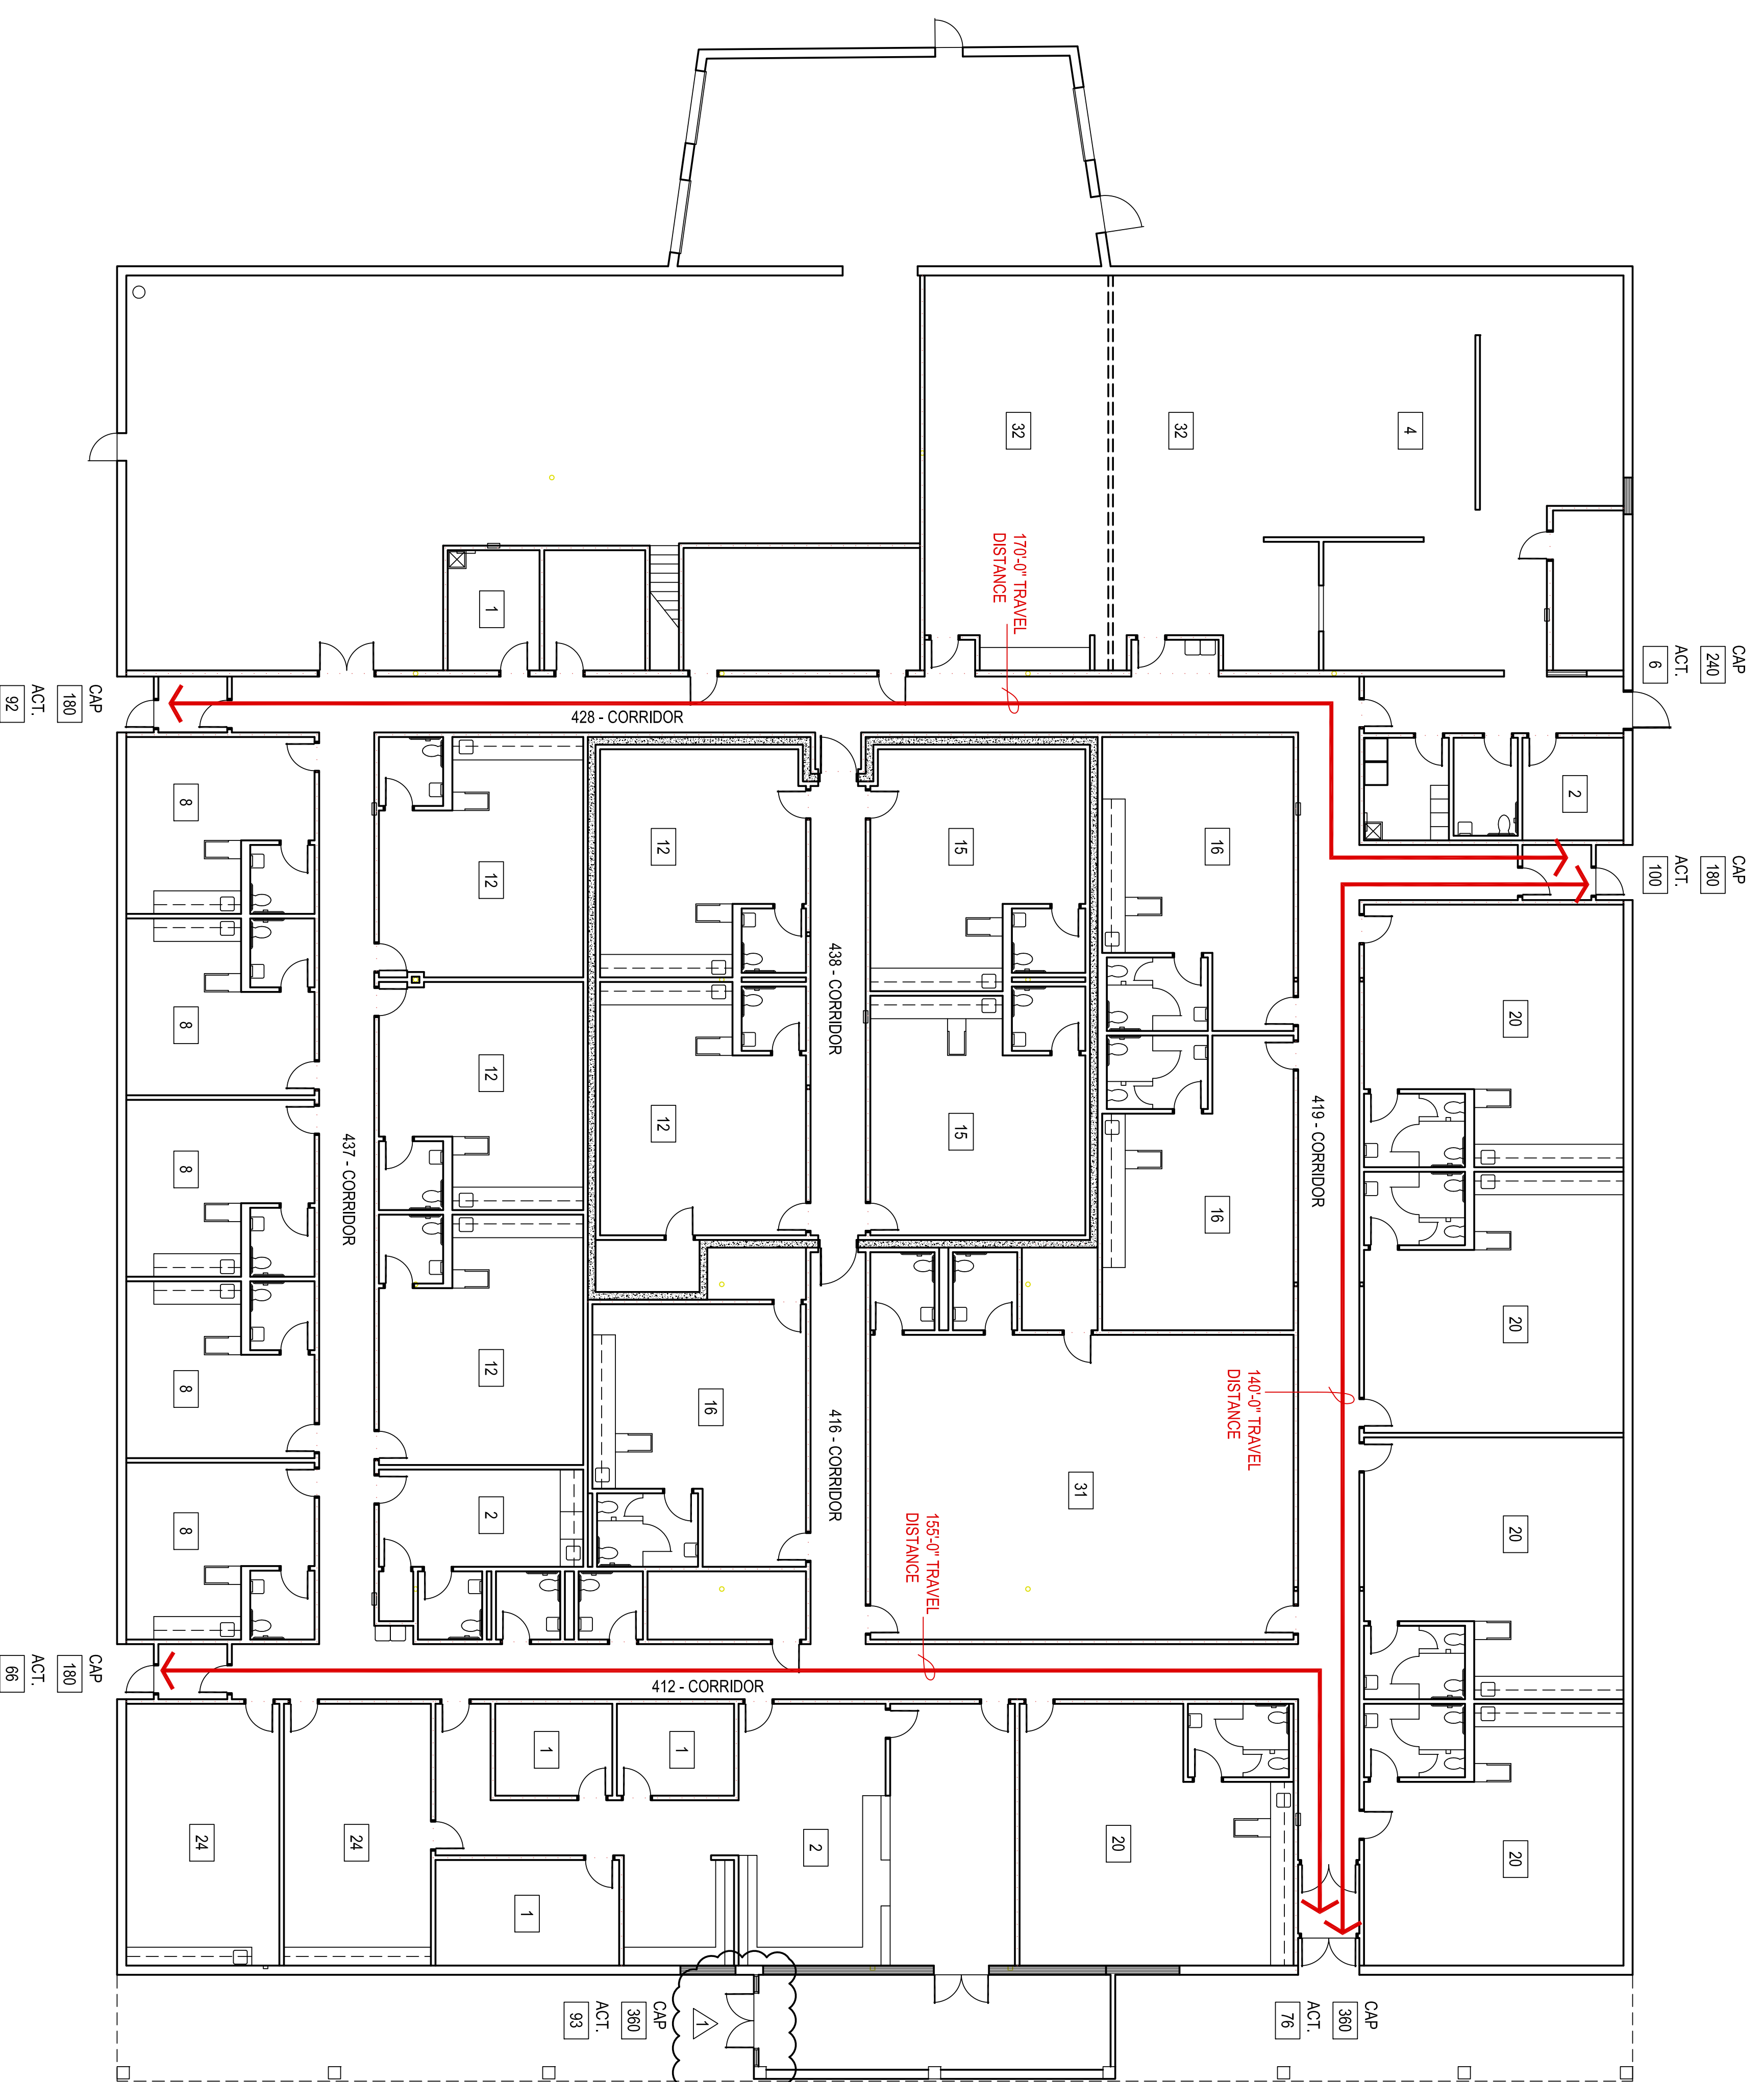 CAP
240
ACT.
6
CAP
180
ACT.
100
CAP
360
ACT.
76
CAP
360
ACT.
93
1
CAP
180
ACT.
92
CAP
180
ACT.
66
4
32
32
1
2
170'-0" TRAVEL
DISTANCE
428 - CORRIDOR
20
20
20
20
419 - CORRIDOR
140'-0" TRAVEL
DISTANCE
16
16
15
15
31
438 - CORRIDOR
416 - CORRIDOR
12
12
16
12
12
12
2
437 - CORRIDOR
8
8
8
8
8
155'-0" TRAVEL
DISTANCE
412 - CORRIDOR
20
2
1
1
1
24
24